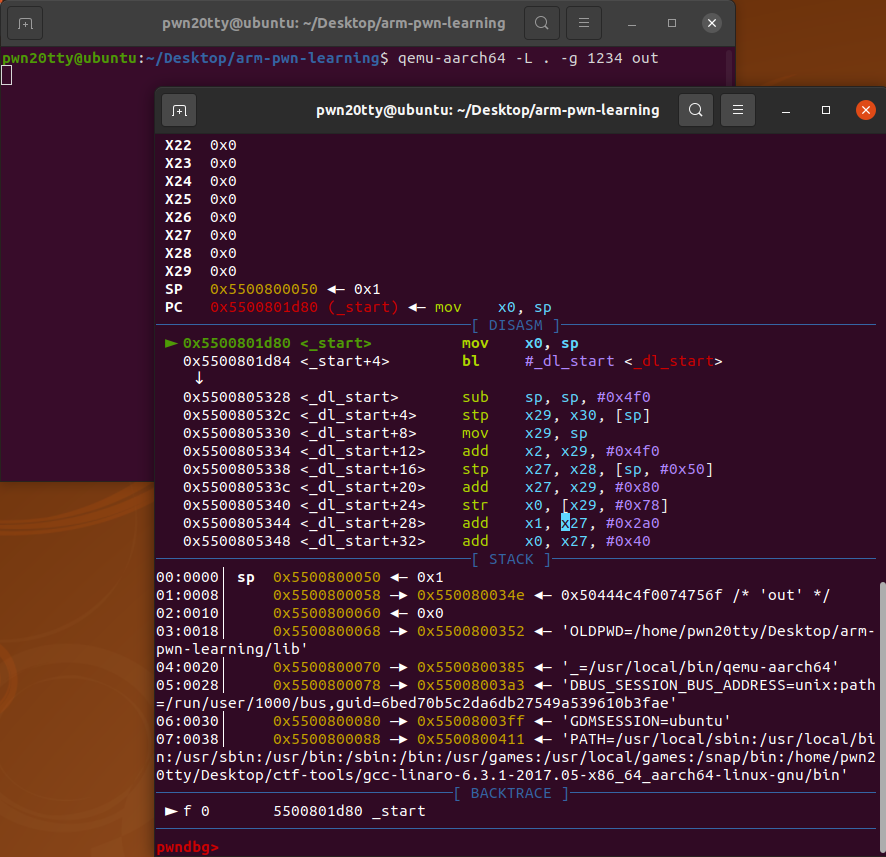 pwn20tty@ubuntu: ~/Desktop/arm-pwn-learning
pwn20tty@ubuntu:~/Desktop/arm-pwn-learning$ qemu-aarch64 -L . -g 1234 out
pwn20tty@ubuntu: ~/Desktop/arm-pwn-learning
X22  0x0
X23  0x0
X24  0x0
X25  0x0
X26  0x0
X27  0x0
X28  0x0
X29  0x0
SP   0x5500800050 ◂— 0x1
PC   0x5500801d80 (_start) ◂— mov    x0, sp
[ DISASM ]
► 0x5500801d80 <_start>          mov    x0, sp
0x5500801d84 <_start+4>        bl     #_dl_start <_dl_start>
↓
0x5500805328 <_dl_start>       sub    sp, sp, #0x4f0
0x550080532c <_dl_start+4>     stp    x29, x30, [sp]
0x5500805330 <_dl_start+8>     mov    x29, sp
0x5500805334 <_dl_start+12>    add    x2, x29, #0x4f0
0x5500805338 <_dl_start+16>    stp    x27, x28, [sp, #0x50]
0x550080533c <_dl_start+20>    add    x27, x29, #0x80
0x5500805340 <_dl_start+24>    str    x0, [x29, #0x78]
0x5500805344 <_dl_start+28>    add    x1, x27, #0x2a0
0x5500805348 <_dl_start+32>    add    x0, x27, #0x40
[ STACK ]
00:0000│ sp  0x5500800050 ◂— 0x1
01:0008│     0x5500800058 —▸ 0x550080034e ◂— 0x50444c4f0074756f /* 'out' */
02:0010│     0x5500800060 ◂— 0x0
03:0018│     0x5500800068 —▸ 0x5500800352 ◂— 'OLDPWD=/home/pwn20tty/Desktop/arm-
pwn-learning/lib'
04:0020│     0x5500800070 —▸ 0x5500800385 ◂— '_=/usr/local/bin/qemu-aarch64'
05:0028│     0x5500800078 —▸ 0x55008003a3 ◂— 'DBUS_SESSION_BUS_ADDRESS=unix:path
=/run/user/1000/bus,guid=6bed70b5c2da6db27549a539610b3fae'
06:0030│     0x5500800080 —▸ 0x55008003ff ◂— 'GDMSESSION=ubuntu'
07:0038│     0x5500800088 —▸ 0x5500800411 ◂— 'PATH=/usr/local/sbin:/usr/local/bi
n:/usr/sbin:/usr/bin:/sbin:/bin:/usr/games:/usr/local/games:/snap/bin:/home/pwn2
0tty/Desktop/ctf-tools/gcc-linaro-6.3.1-2017.05-x86_64_aarch64-linux-gnu/bin'
[ BACKTRACE ]
► f 0       5500801d80 _start
pwndbg>